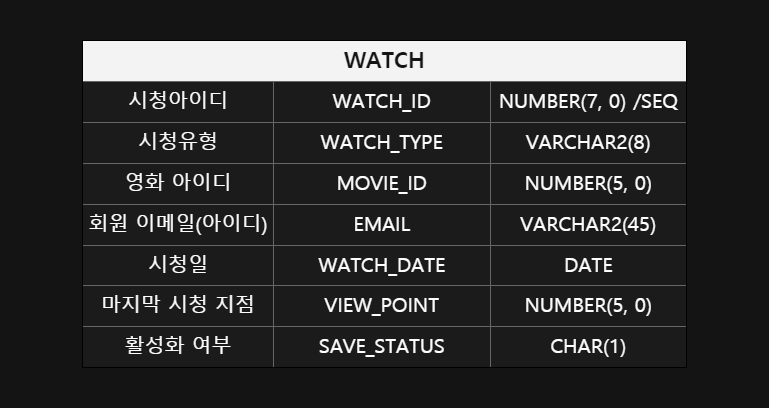 WATCH
시청아이디 WATCH_ID NUMBER(7, 0) /SEQ
시청유형 WATCH_TYPE VARCHAR2(8)
영화 아이디 MOVIE_ID NUMBER(5, 0)
회원 이메일(아이디) EMAIL VARCHAR2(45)
시청일 WATCH_DATE DATE
마지막 시청 지점 VIEW_POINT NUMBER(5, 0)
활성화 여부 SAVE_STATUS CHAR(1)